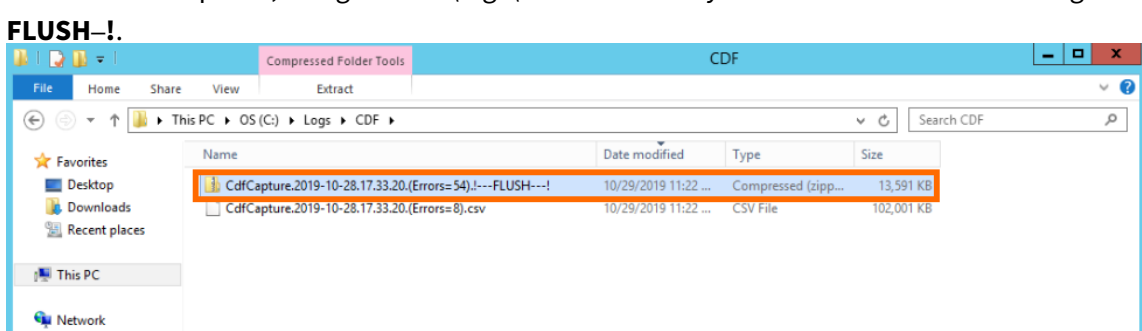 FLUSH–!.
Compressed Folder Tools
CDF
File Home Share View Extract
This PC ▸ OS (C:) ▸ Logs ▸ CDF ▸
Search CDF
Name Date modified Type Size
Favorites
Desktop
CdfCapture.2019-10-28.17.33.20.(Errors=54).!---FLUSH---! 10/29/2019 11:22 ... Compressed (zipp... 13,591 KB
Downloads
CdfCapture.2019-10-28.17.33.20.(Errors=8).csv 10/29/2019 11:22 ... CSV File 102,001 KB
Recent places
This PC
Network